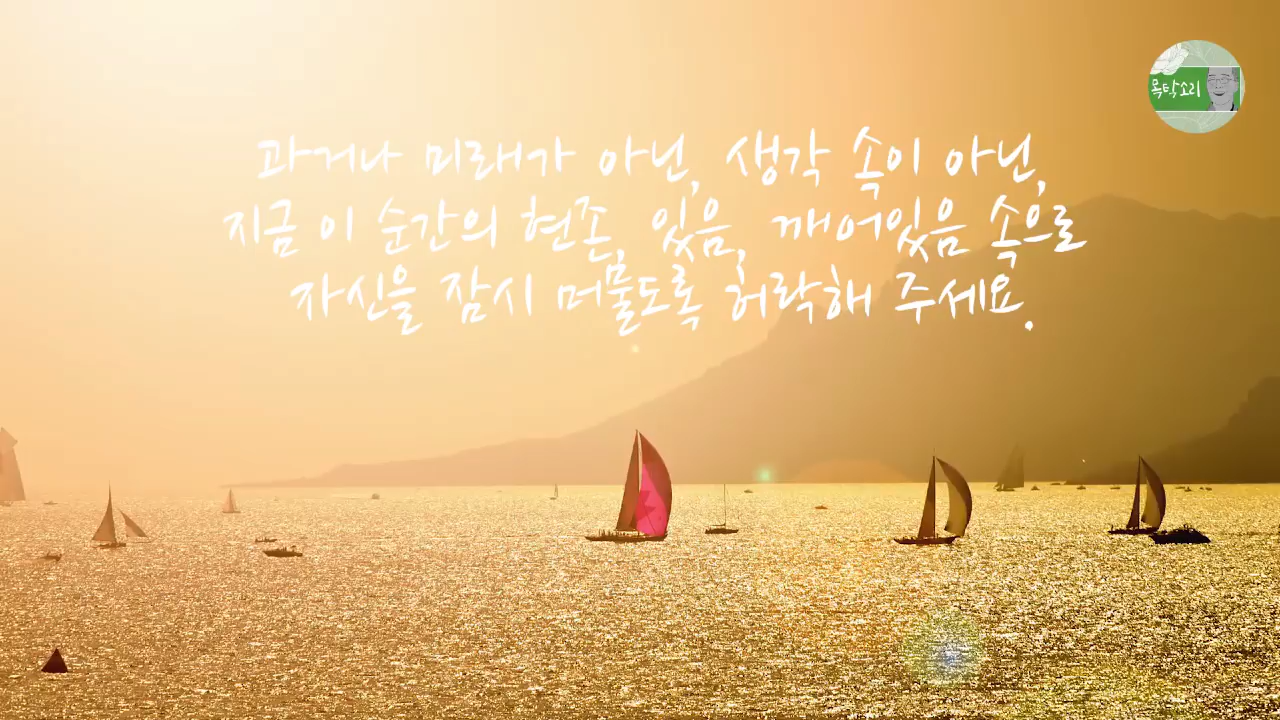 목탁소리
과거나 미래가 아닌, 생각 속이 아닌,
지금 이 순간의 현존, 있음, 깨어있음 속으로
자신을 잠시 머물도록 허락해 주세요.